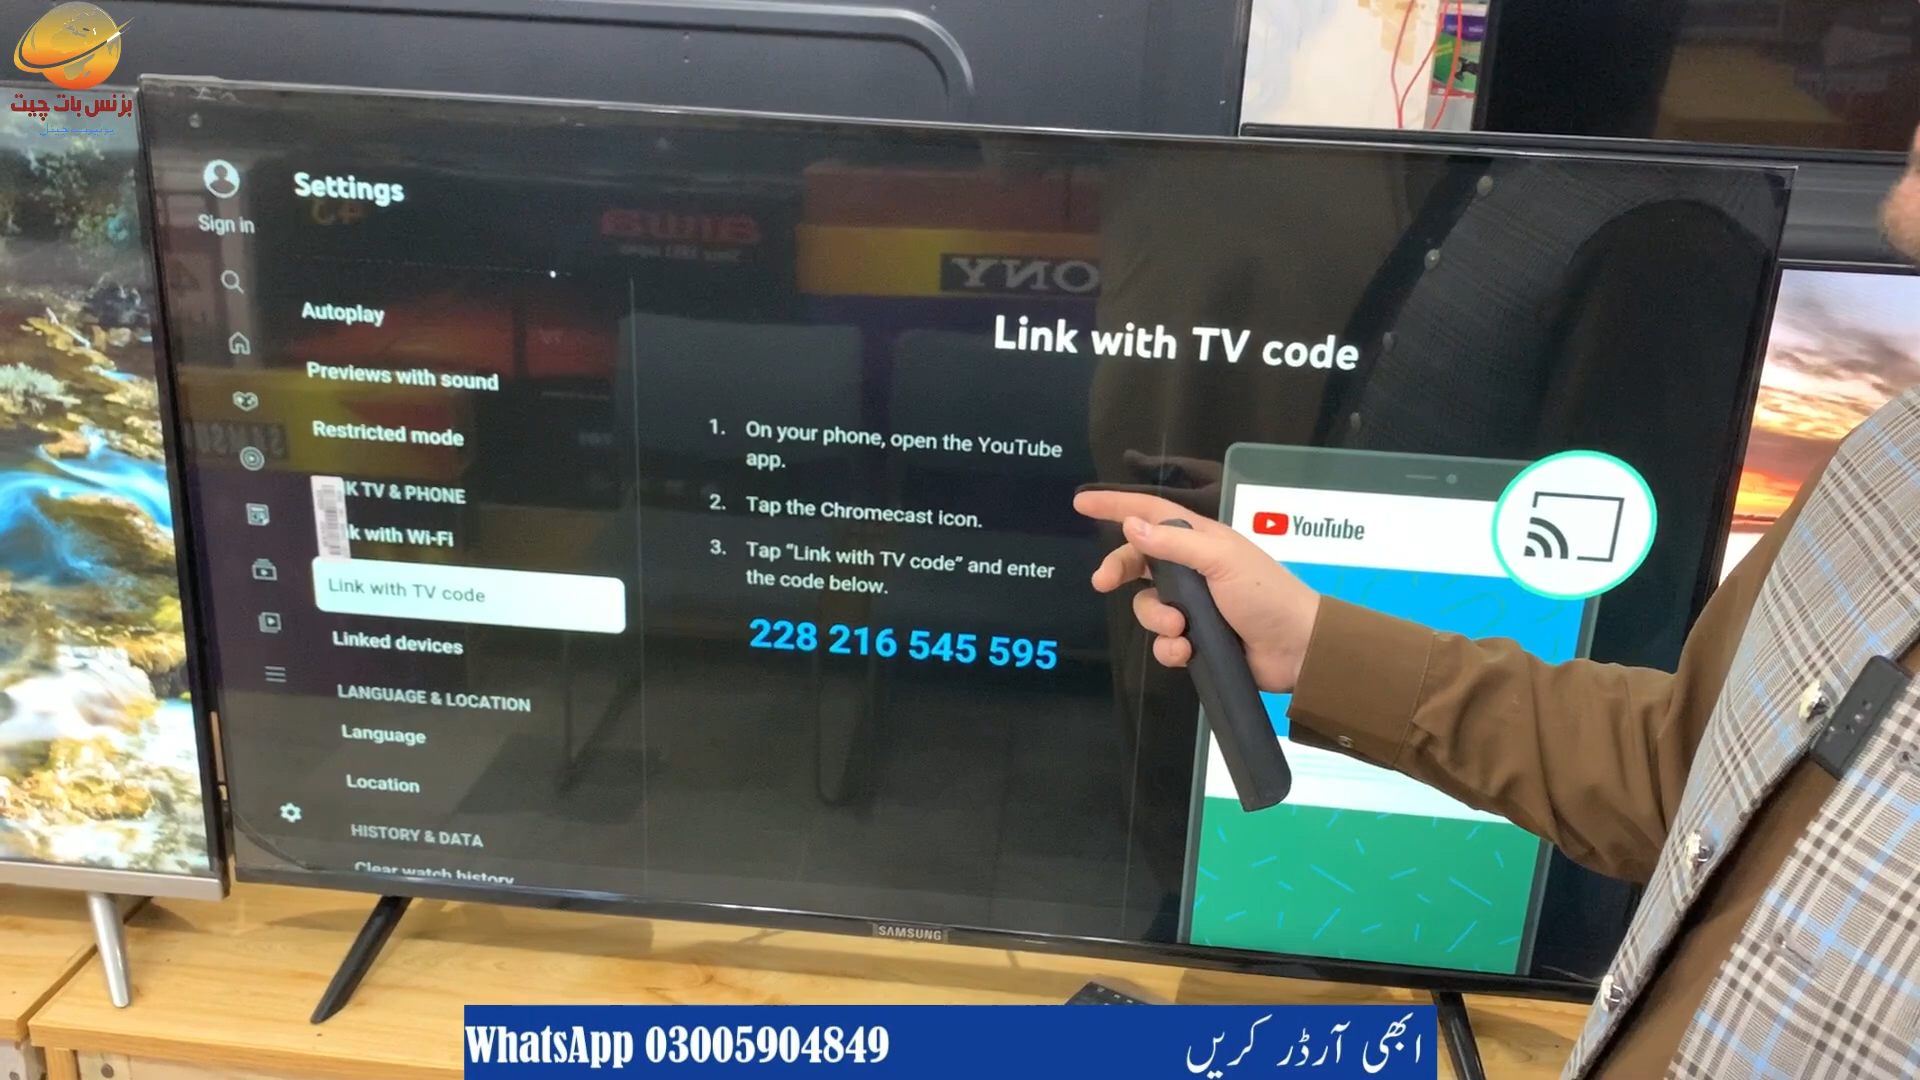 بزنس بات چیت
Sign in
Settings
Autoplay
Previews with sound
Restricted mode
K TV & PHONE
k with Wi-Fi
Link with TV code
Linked devices
LANGUAGE & LOCATION
Language
Location
HISTORY & DATA
Clear watch history
Link with TV code
1. On your phone, open the YouTube
app.
2. Tap the Chromecast icon.
3. Tap “Link with TV code” and enter
the code below.
228 216 545 595
YouTube
SONY
SAMSUNG
WhatsApp 03005904849
ابھی آرڈر کریں